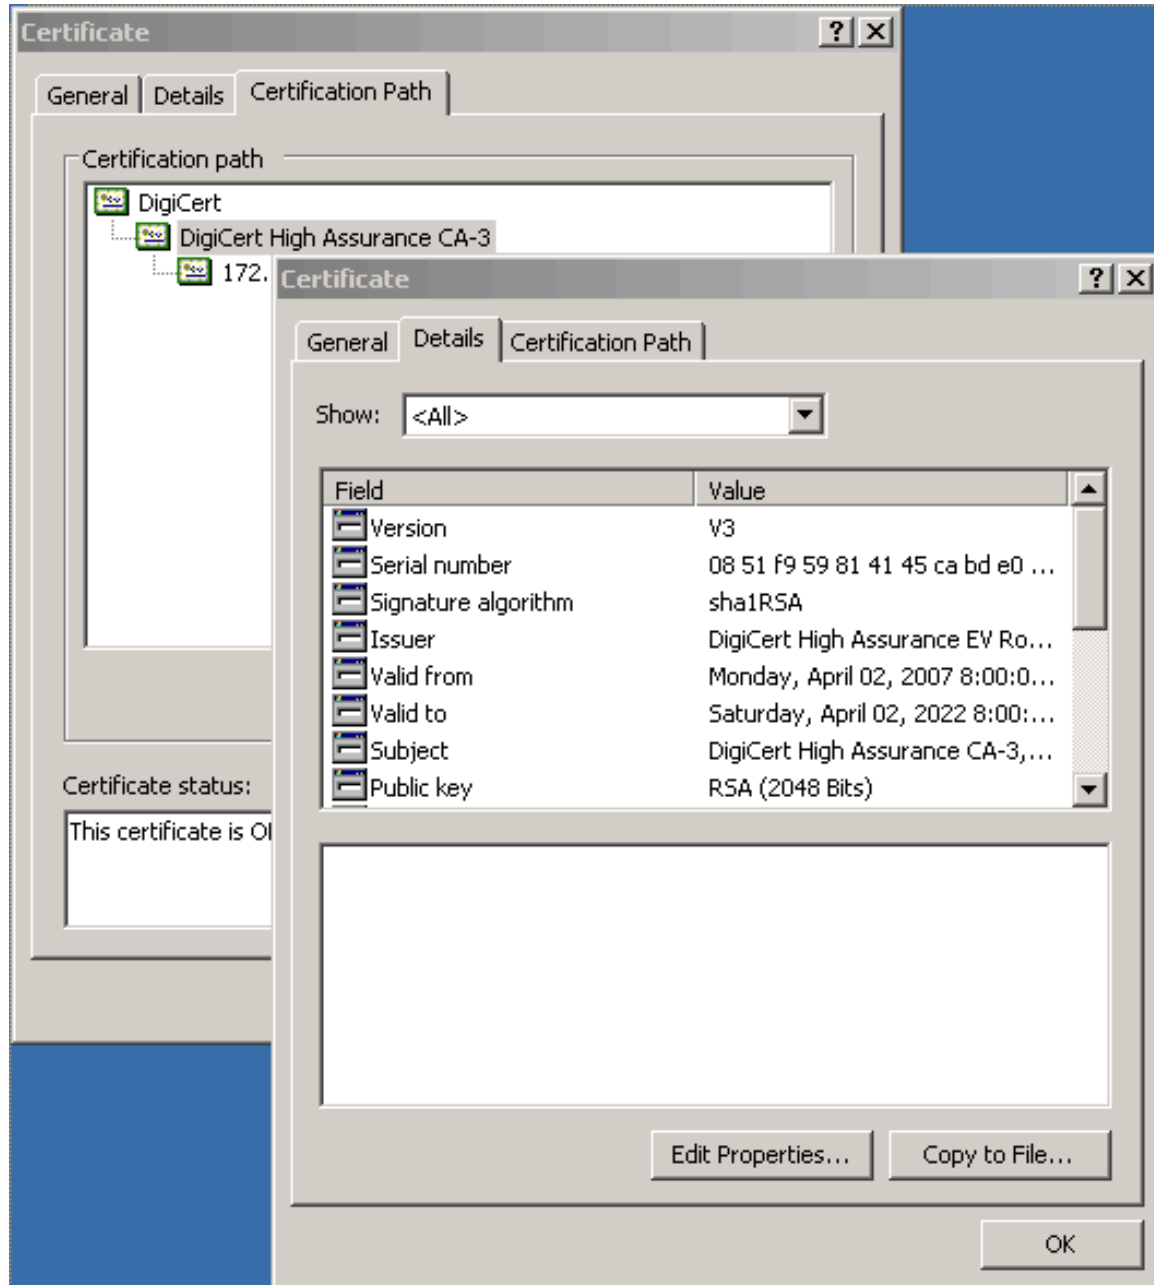 Certificate
General Details Certification Path
Certification path
DigiCert
DigiCert High Assurance CA-3
172.
Certificate status:
This certificate is
Certificate
General Details Certification Path
Show: <All>
Field Value
Version V3
Serial number 08 51 f9 59 81 41 45 ca bd e0 ...
Signature algorithm sha1RSA
Issuer DigiCert High Assurance EV Ro...
Valid from Monday, April 02, 2007 8:00:0...
Valid to Saturday, April 02, 2022 8:00:...
Subject DigiCert High Assurance CA-3,...
Public key RSA (2048 Bits)
Edit Properties... Copy to File...
OK